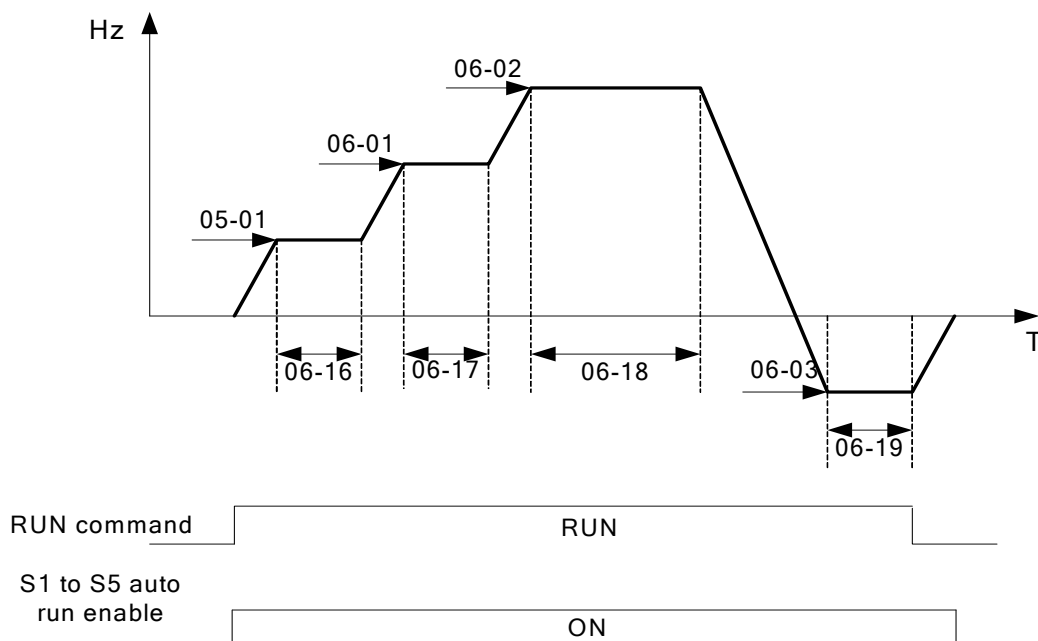 Hz
06-02
06-01
05-01
T
06-16
06-17
06-18
06-03
06-19
RUN command
RUN
S1 to S5 auto
run enable
ON